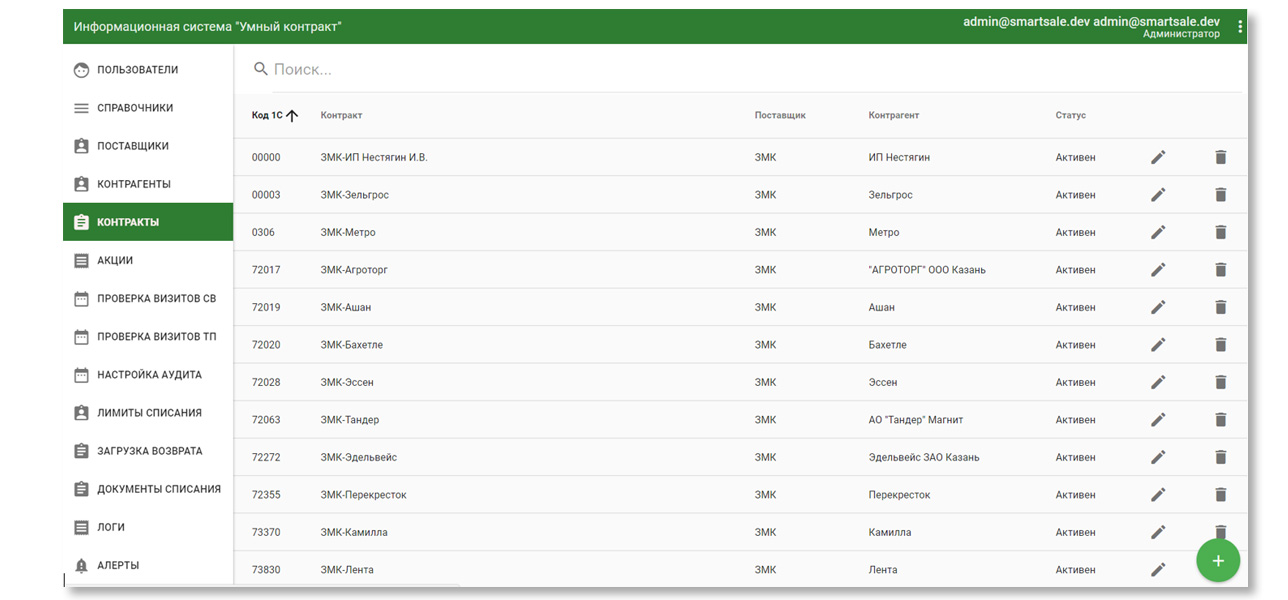 Информационная система "Умный контракт"
admin@smartsale.dev admin@smartsale.dev
Администратор
ПОЛЬЗОВАТЕЛИ
СПРАВОЧНИКИ
ПОСТАВЩИКИ
КОНТРАГЕНТЫ
КОНТРАКТЫ
АКЦИИ
ПРОВЕРКА ВИЗИТОВ СВ
ПРОВЕРКА ВИЗИТОВ ТП
НАСТРОЙКА АУДИТА
ЛИМИТЫ СПИСАНИЯ
ЗАГРУЗКА ВОЗВРАТА
ДОКУМЕНТЫ СПИСАНИЯ
ЛОГИ
АЛЕРТЫ
Поиск...
Код 1С Контракт Поставщик Контрагент Статус
00000 ЗМК-ИП Нестягин И.В. ЗМК ИП Нестягин Активен
00003 ЗМК-Зельгрос ЗМК Зельгрос Активен
0306 ЗМК-Метро ЗМК Метро Активен
72017 ЗМК-Агроторг ЗМК "АГРОТОРГ" ООО Казань Активен
72019 ЗМК-Ашан ЗМК Ашан Активен
72020 ЗМК-Бахетле ЗМК Бахетле Активен
72028 ЗМК-Эссен ЗМК Эссен Активен
72063 ЗМК-Тандер ЗМК АО "Тандер" Магнит Активен
72272 ЗМК-Эдельвейс ЗМК Эдельвейс ЗАО Казань Активен
72355 ЗМК-Перекресток ЗМК Перекресток Активен
73370 ЗМК-Камилла ЗМК Камилла Активен
73830 ЗМК-Лента ЗМК Лента Активен